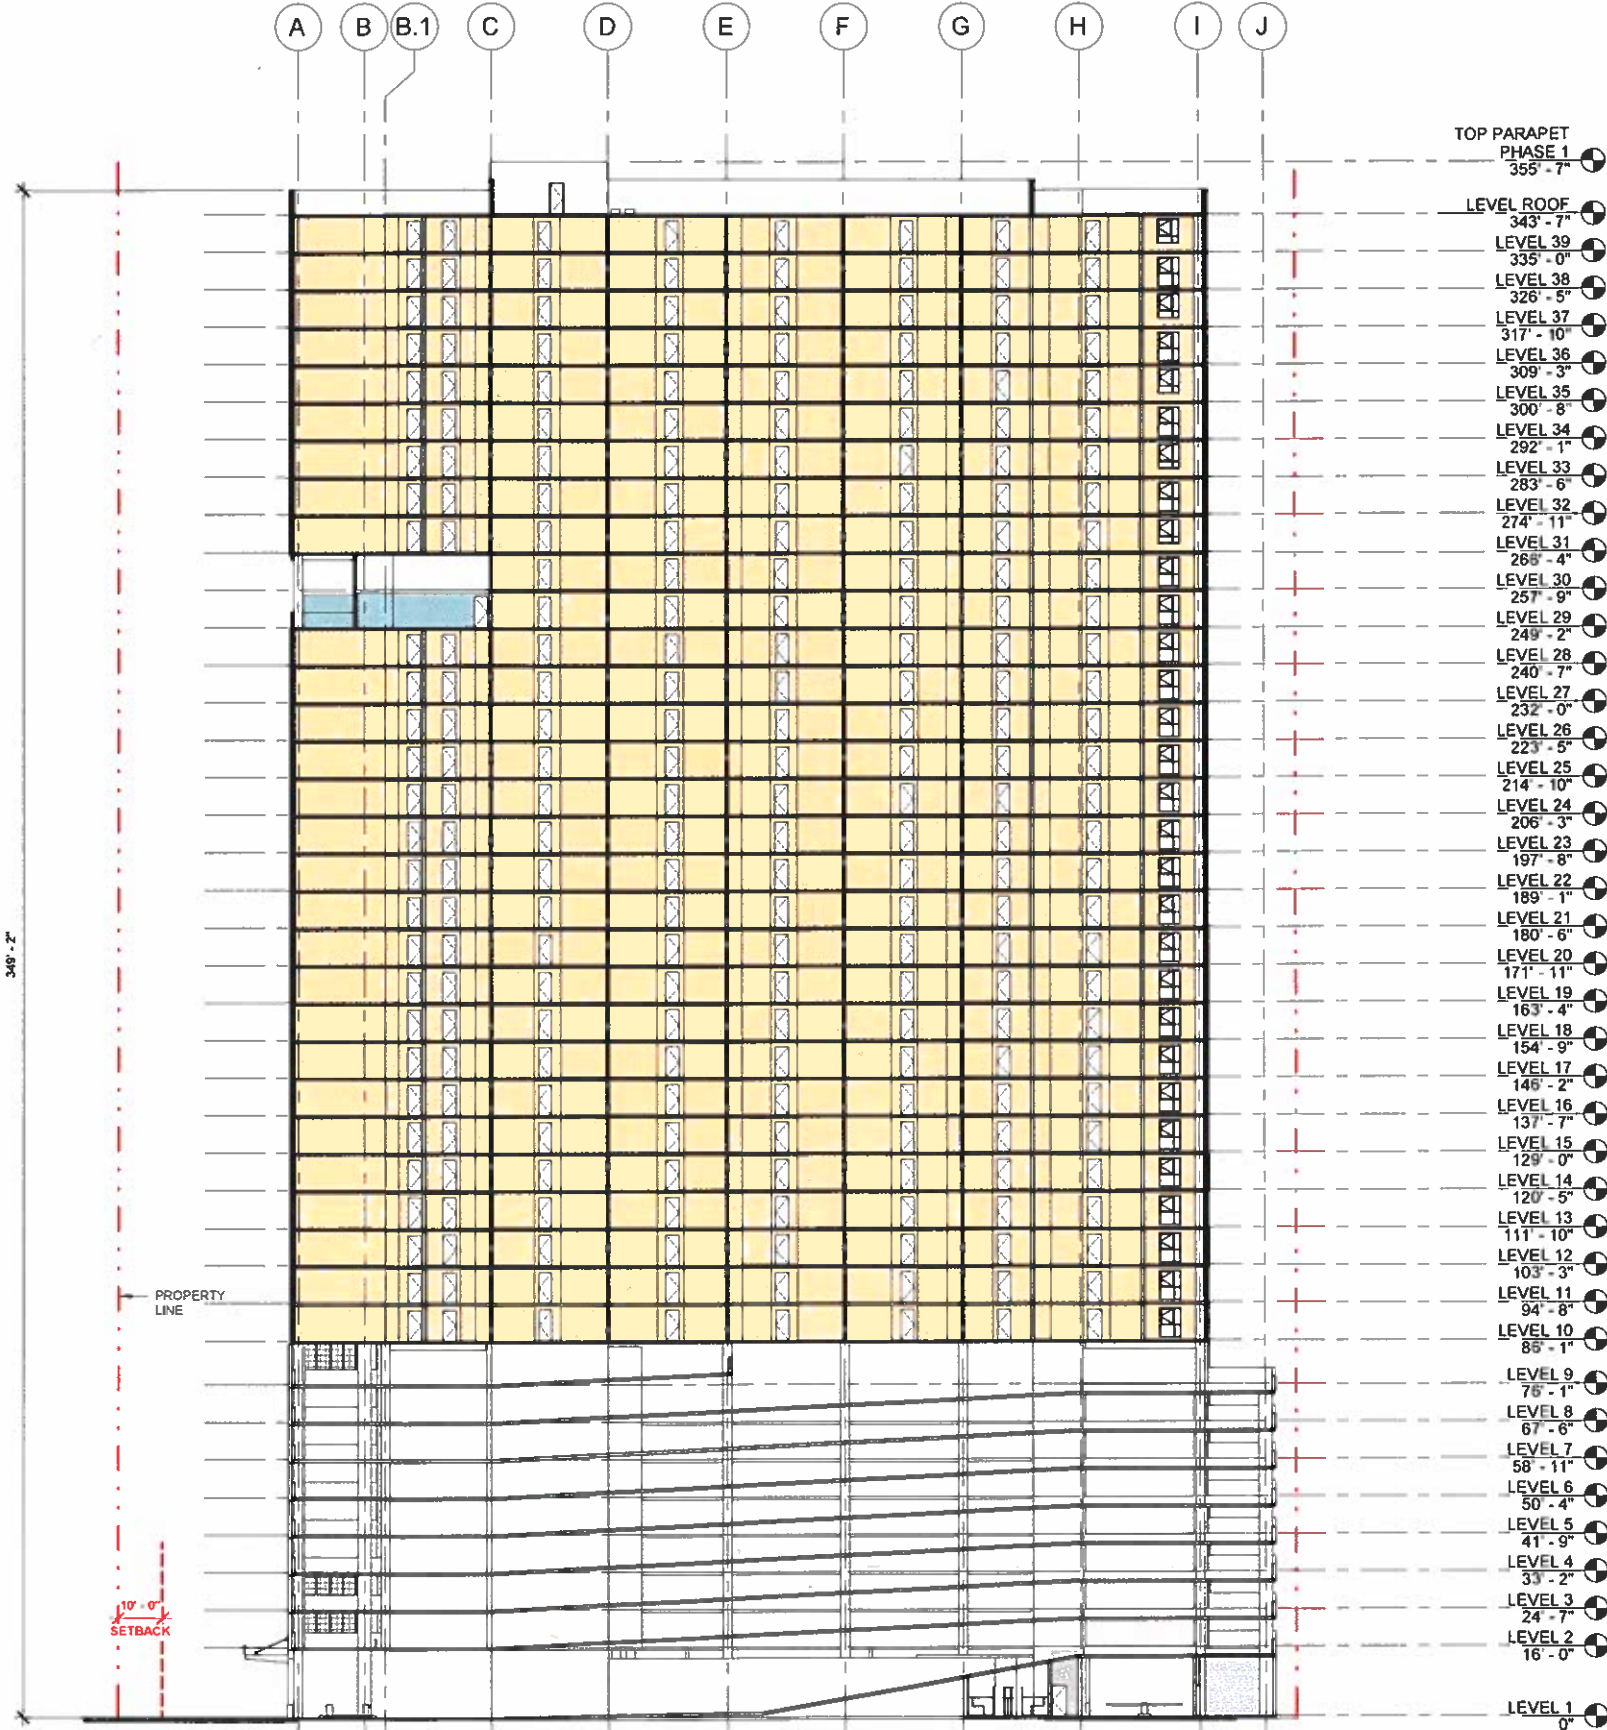 A B B.1 C D E F G H I J
TOP PARAPET
PHASE 1
355' - 7"
LEVEL ROOF
343' - 7"
LEVEL 39
335' - 0"
LEVEL 38
326' - 5"
LEVEL 37
317' - 10"
LEVEL 36
309' - 3"
LEVEL 35
300' - 8"
LEVEL 34
292' - 1"
LEVEL 33
283' - 6"
LEVEL 32
274' - 11"
LEVEL 31
266' - 4"
LEVEL 30
257' - 9"
LEVEL 29
249' - 2"
LEVEL 28
240' - 7"
LEVEL 27
232' - 0"
LEVEL 26
223' - 5"
LEVEL 25
214' - 10"
LEVEL 24
206' - 3"
LEVEL 23
197' - 8"
LEVEL 22
189' - 1"
LEVEL 21
180' - 6"
349' - 2"
LEVEL 20
171' - 11"
LEVEL 19
163' - 4"
LEVEL 18
154' - 9"
LEVEL 17
146' - 2"
LEVEL 16
137' - 7"
LEVEL 15
129' - 0"
LEVEL 14
120' - 5"
LEVEL 13
111' - 10"
LEVEL 12
103' - 3"
PROPERTY
LINE
LEVEL 11
94' - 8"
LEVEL 10
86' - 1"
LEVEL 9
76' - 1"
LEVEL 8
67' - 6"
LEVEL 7
58' - 11"
LEVEL 6
50' - 4"
LEVEL 5
41' - 9"
LEVEL 4
33' - 2"
LEVEL 3
24' - 7"
10' - 0"
SETBACK
LEVEL 2
16' - 0"
LEVEL 1
0"